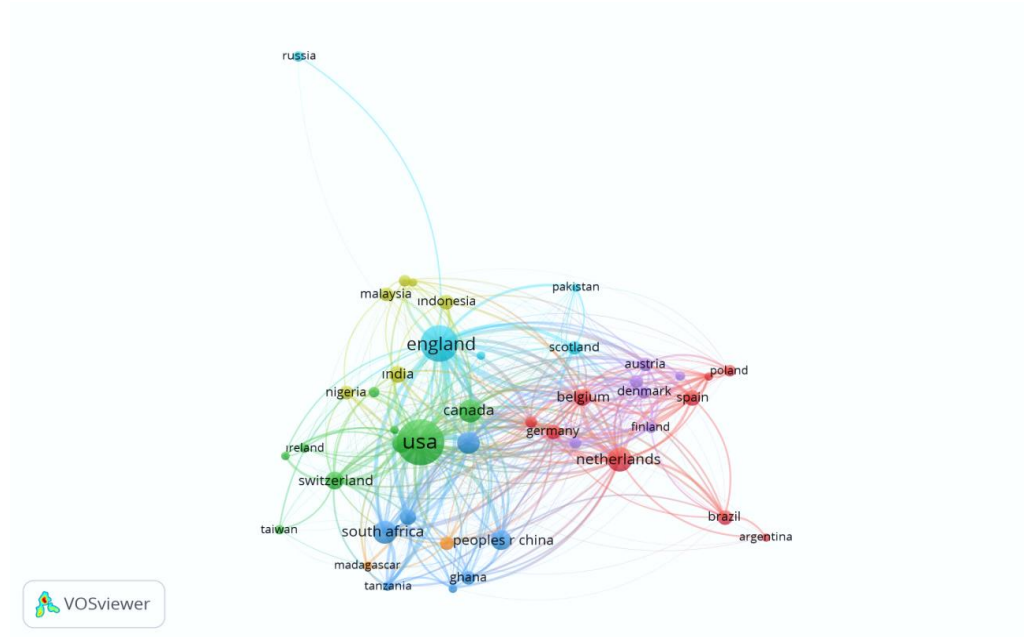 russia
malaysia
indonesia
pakistan
england
scotland
india
austria
poland
nigeria
belgium
denmark
spain
canada
usa
germany
finland
ireland
netherlands
switzerland
brazil
taiwan
south africa
peoples r china
argentina
madagascar
tanzania
ghana
VOSviewer